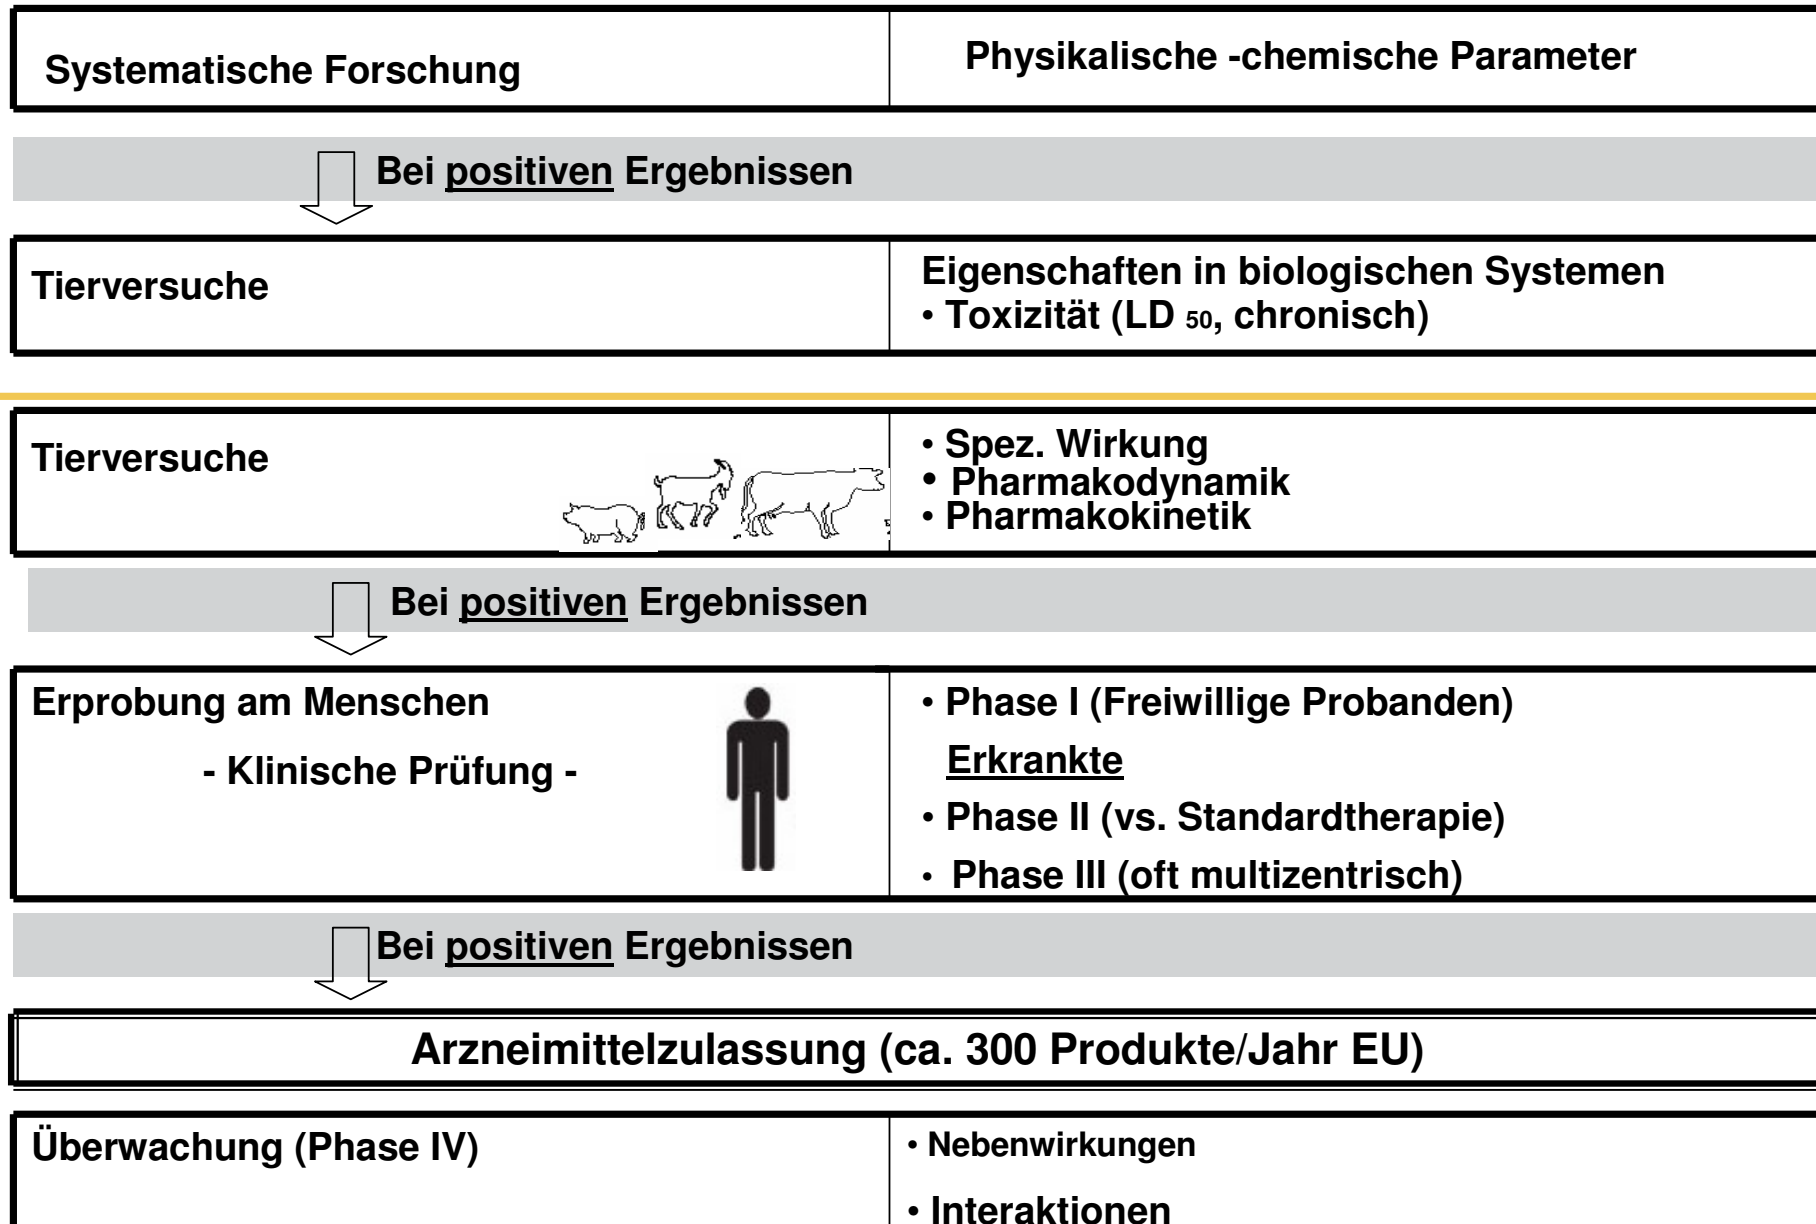 Systematische Forschung
Physikalische -chemische Parameter
Bei positiven Ergebnissen
Tierversuche
Eigenschaften in biologischen Systemen
• Toxizität (LD 50, chronisch)
Tierversuche
• Spez. Wirkung
• Pharmakodynamik
• Pharmakokinetik
Bei positiven Ergebnissen
Erprobung am Menschen
- Klinische Prüfung -
• Phase I (Freiwillige Probanden)
Erkrankte
• Phase II (vs. Standardtherapie)
• Phase III (oft multizentrisch)
Bei positiven Ergebnissen
Arzneimittelzulassung (ca. 300 Produkte/Jahr EU)
Überwachung (Phase IV)
• Nebenwirkungen
• Interaktionen